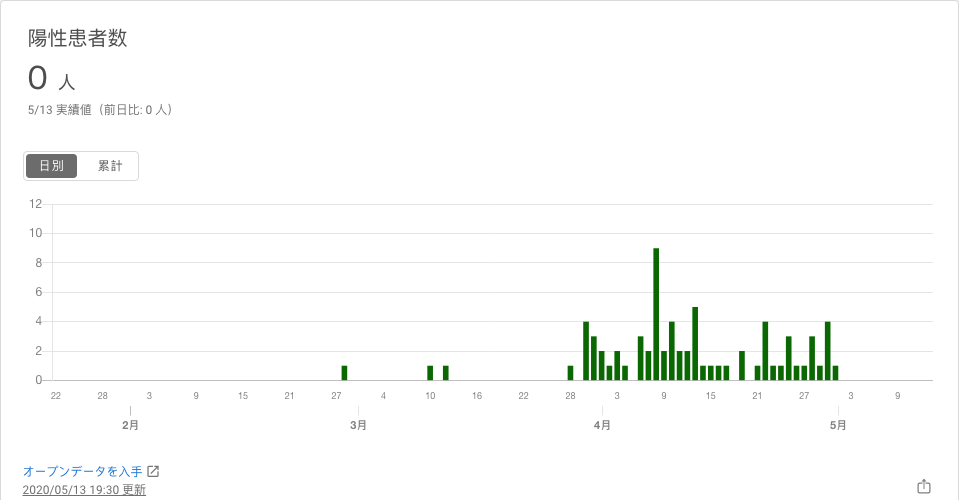 陽性患者数
0 人
5/13 実績値（前日比: 0 人）
日別 累計
12
10
8
6
4
2
0
22 28 3 9 15 21 27 4 10 16 22 28 3 9 15 21 27 3 9
2月 3月 4月 5月
オープンデータを入手
2020/05/13 19:30 更新